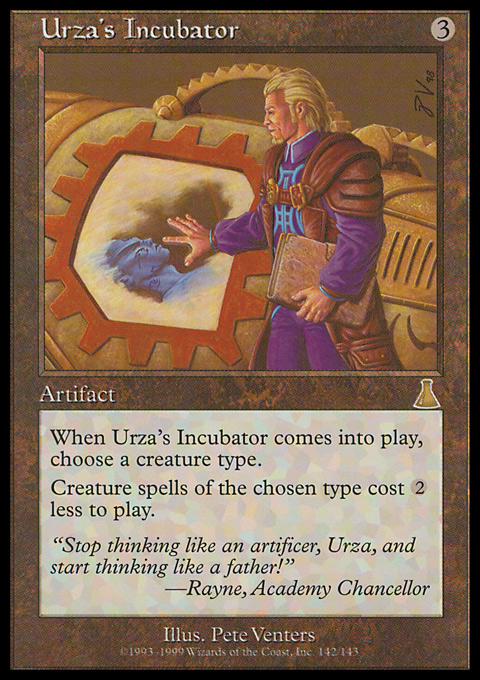 Urza's Incubator 3
PV 98
Artifact
When Urza's Incubator comes into play,
choose a creature type.
Creature spells of the chosen type cost 2
less to play.
“Stop thinking like an artificer, Urza, and
start thinking like a father!”
—Rayne, Academy Chancellor
Illus. Pete Venters
©1993-1999 Wizards of the Coast, Inc. 142/143